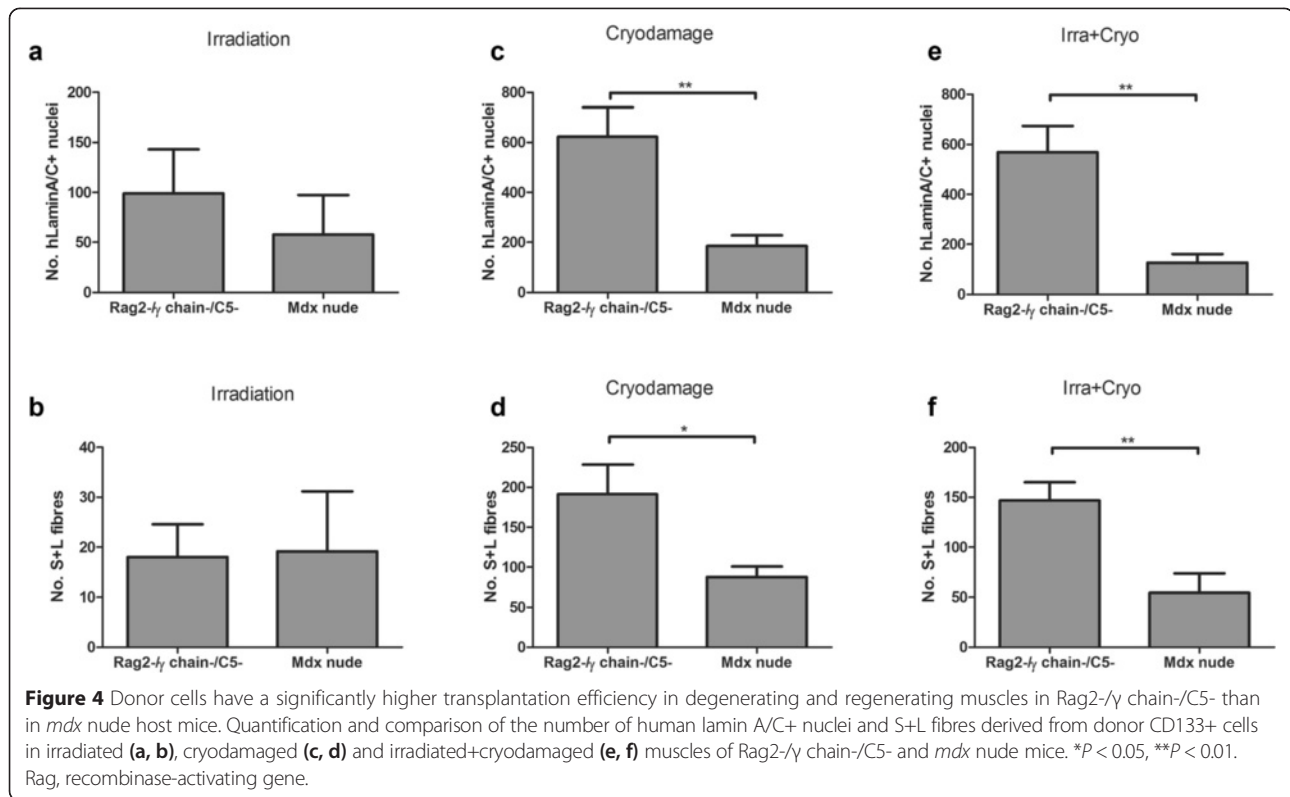 a
Irradiation
No. hLaminA/C+ nuclei
200
150
100
50
0
Rag2-/γ chain-/C5-
Mdx nude
c
Cryodamage
No. hLaminA/C+ nuclei
800
600
400
200
0
**
Rag2-/γ chain-/C5-
Mdx nude
e
Irra+Cryo
No. hLaminA/C+ nuclei
800
600
400
200
0
**
Rag2-/γ chain-/C5-
Mdx nude
b
Irradiation
No. S+L fibres
40
30
20
10
0
Rag2-/γ chain-/C5-
Mdx nude
d
Cryodamage
No. S+L fibres
250
200
150
100
50
0
*
Rag2-/γ chain-/C5-
Mdx nude
f
Irra+Cryo
No. S+L fibres
200
150
100
50
0
**
Rag2-/γ chain-/C5-
Mdx nude
Figure 4 Donor cells have a significantly higher transplantation efficiency in degenerating and regenerating muscles in Rag2-/γ chain-/C5- than
in mdx nude host mice. Quantification and comparison of the number of human lamin A/C+ nuclei and S+L fibres derived from donor CD133+ cells
in irradiated (a, b), cryodamaged (c, d) and irradiated+cryodamaged (e, f) muscles of Rag2-/γ chain-/C5- and mdx nude mice. *P < 0.05, **P < 0.01.
Rag, recombinase-activating gene.